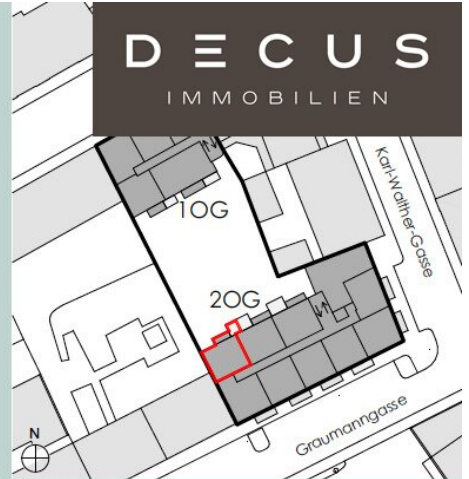 DECUS
IMMOBILIEN
Karl-Walther-Gasse
1OG
2OG
Graumanngasse
N